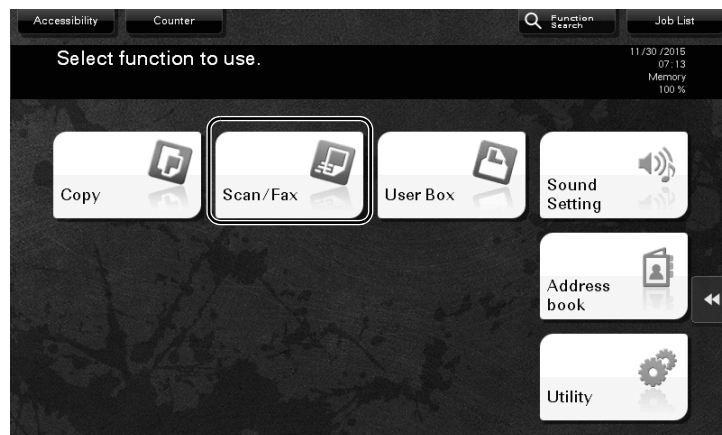 Accessibility
Counter
Function
Search
Job List
Select function to use.
11/30 /2015
07:13
Memory
100 %
Copy
Scan/Fax
User Box
Sound
Setting
Address
book
Utility